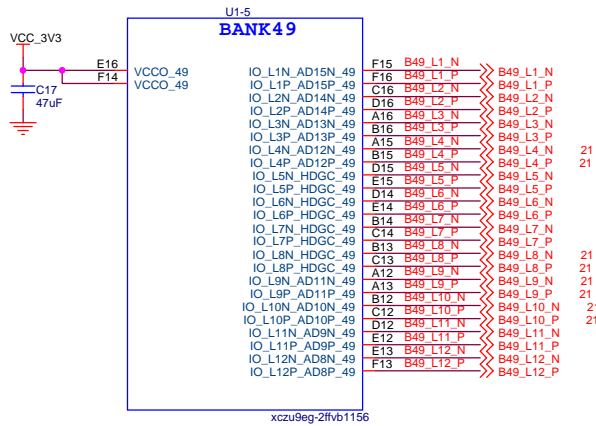 U1-5
BANK49
VCC_3V3
E16 VCCO_49
F14 VCCO_49
C17
47uF
IO_L1N_AD15N_49 F15 B49_L1_N B49_L1_N
IO_L1P_AD15P_49 F16 B49_L1_P B49_L1_P
IO_L2N_AD14N_49 C16 B49_L2_N B49_L2_N
IO_L2P_AD14P_49 D16 B49_L2_P B49_L2_P
IO_L3N_AD13N_49 A16 B49_L3_N B49_L3_N
IO_L3P_AD13P_49 B16 B49_L3_P B49_L3_P
IO_L4N_AD12N_49 A15 B49_L4_N B49_L4_N 21
IO_L4P_AD12P_49 B15 B49_L4_P B49_L4_P 21
IO_L5N_HDGC_49 D15 B49_L5_N B49_L5_N
IO_L5P_HDGC_49 E15 B49_L5_P B49_L5_P
IO_L6N_HDGC_49 D14 B49_L6_N B49_L6_N
IO_L6P_HDGC_49 E14 B49_L6_P B49_L6_P
IO_L7N_HDGC_49 B14 B49_L7_N B49_L7_N
IO_L7P_HDGC_49 C14 B49_L7_P B49_L7_P
IO_L8N_HDGC_49 B13 B49_L8_N B49_L8_N 21
IO_L8P_HDGC_49 C13 B49_L8_P B49_L8_P 21
IO_L9N_AD11N_49 A12 B49_L9_N B49_L9_N 21
IO_L9P_AD11P_49 A13 B49_L9_P B49_L9_P 21
IO_L10N_AD10N_49 B12 B49_L10_N B49_L10_N 21
IO_L10P_AD10P_49 C12 B49_L10_P B49_L10_P 21
IO_L11N_AD9N_49 D12 B49_L11_N B49_L11_N
IO_L11P_AD9P_49 E12 B49_L11_P B49_L11_P
IO_L12N_AD8N_49 E13 B49_L12_N B49_L12_N
IO_L12P_AD8P_49 F13 B49_L12_P B49_L12_P
xczu9eg-2ffvb1156